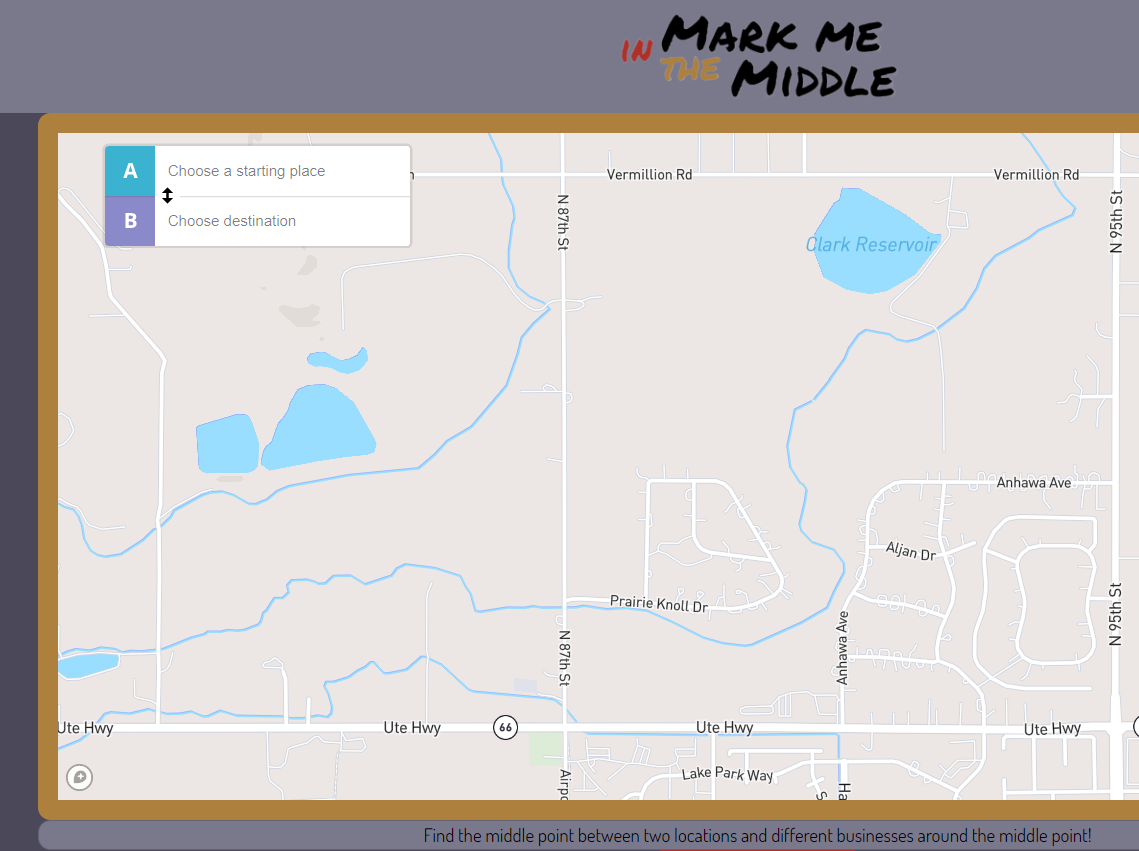 MARK ME
IN THE MIDDLE
A Choose a starting place
B Choose destination
Vermillion Rd
Vermillion Rd
N 87th St
N 95th St
Clark Reservoir
Anhawa Ave
Aljan Dr
Prairie Knoll Dr
N 95th St
Anhawa Ave
N 87th St
Ute Hwy
Ute Hwy
66
Ute Hwy
Ute Hwy
Lake Park Way
Find the middle point between two locations and different businesses around the middle point!